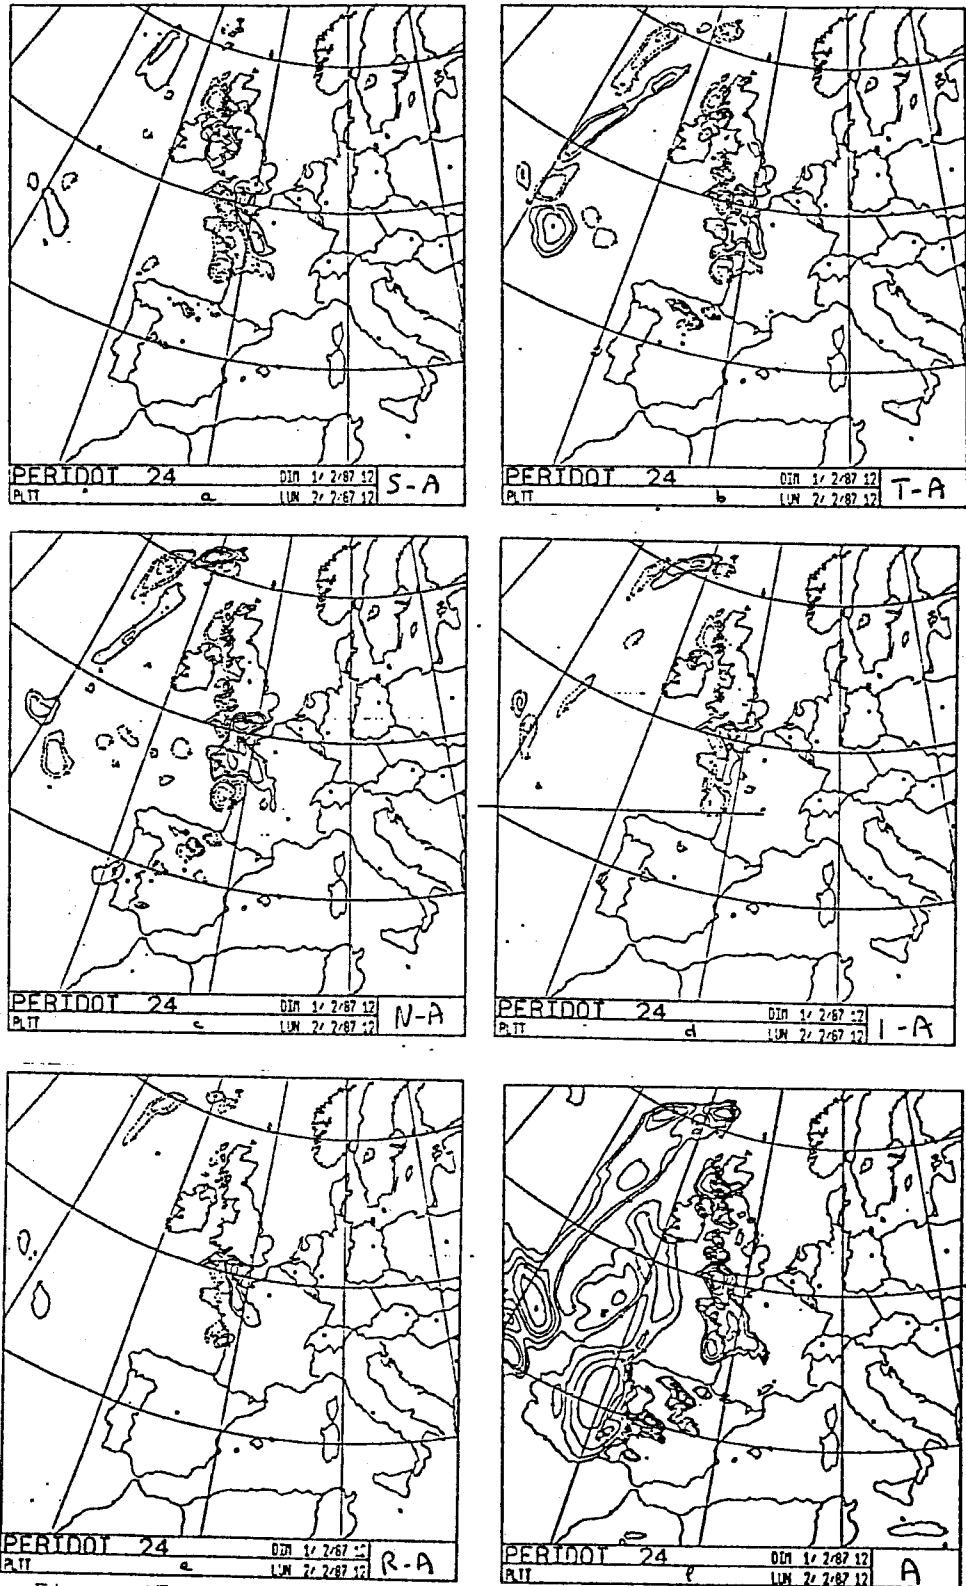 PERIDOT 24 DIM 1/ 2/87 12 S-A
PLTT a LUN 2/ 2/87 12
PERIDOT 24 DIM 1/ 2/87 12 T-A
PLTT b LUN 2/ 2/87 12
PERIDOT 24 DIM 1/ 2/87 12 N-A
PLTT c LUN 2/ 2/87 12
PERIDOT 24 DIM 1/ 2/87 12 I-A
PLTT d LUN 2/ 2/87 12
PERIDOT 24 DIM 1/ 2/87 12 R-A
PLTT e LUN 2/ 2/87 12
PERIDOT 24 DIM 1/ 2/87 12 A
PLTT f LUN 2/ 2/87 12